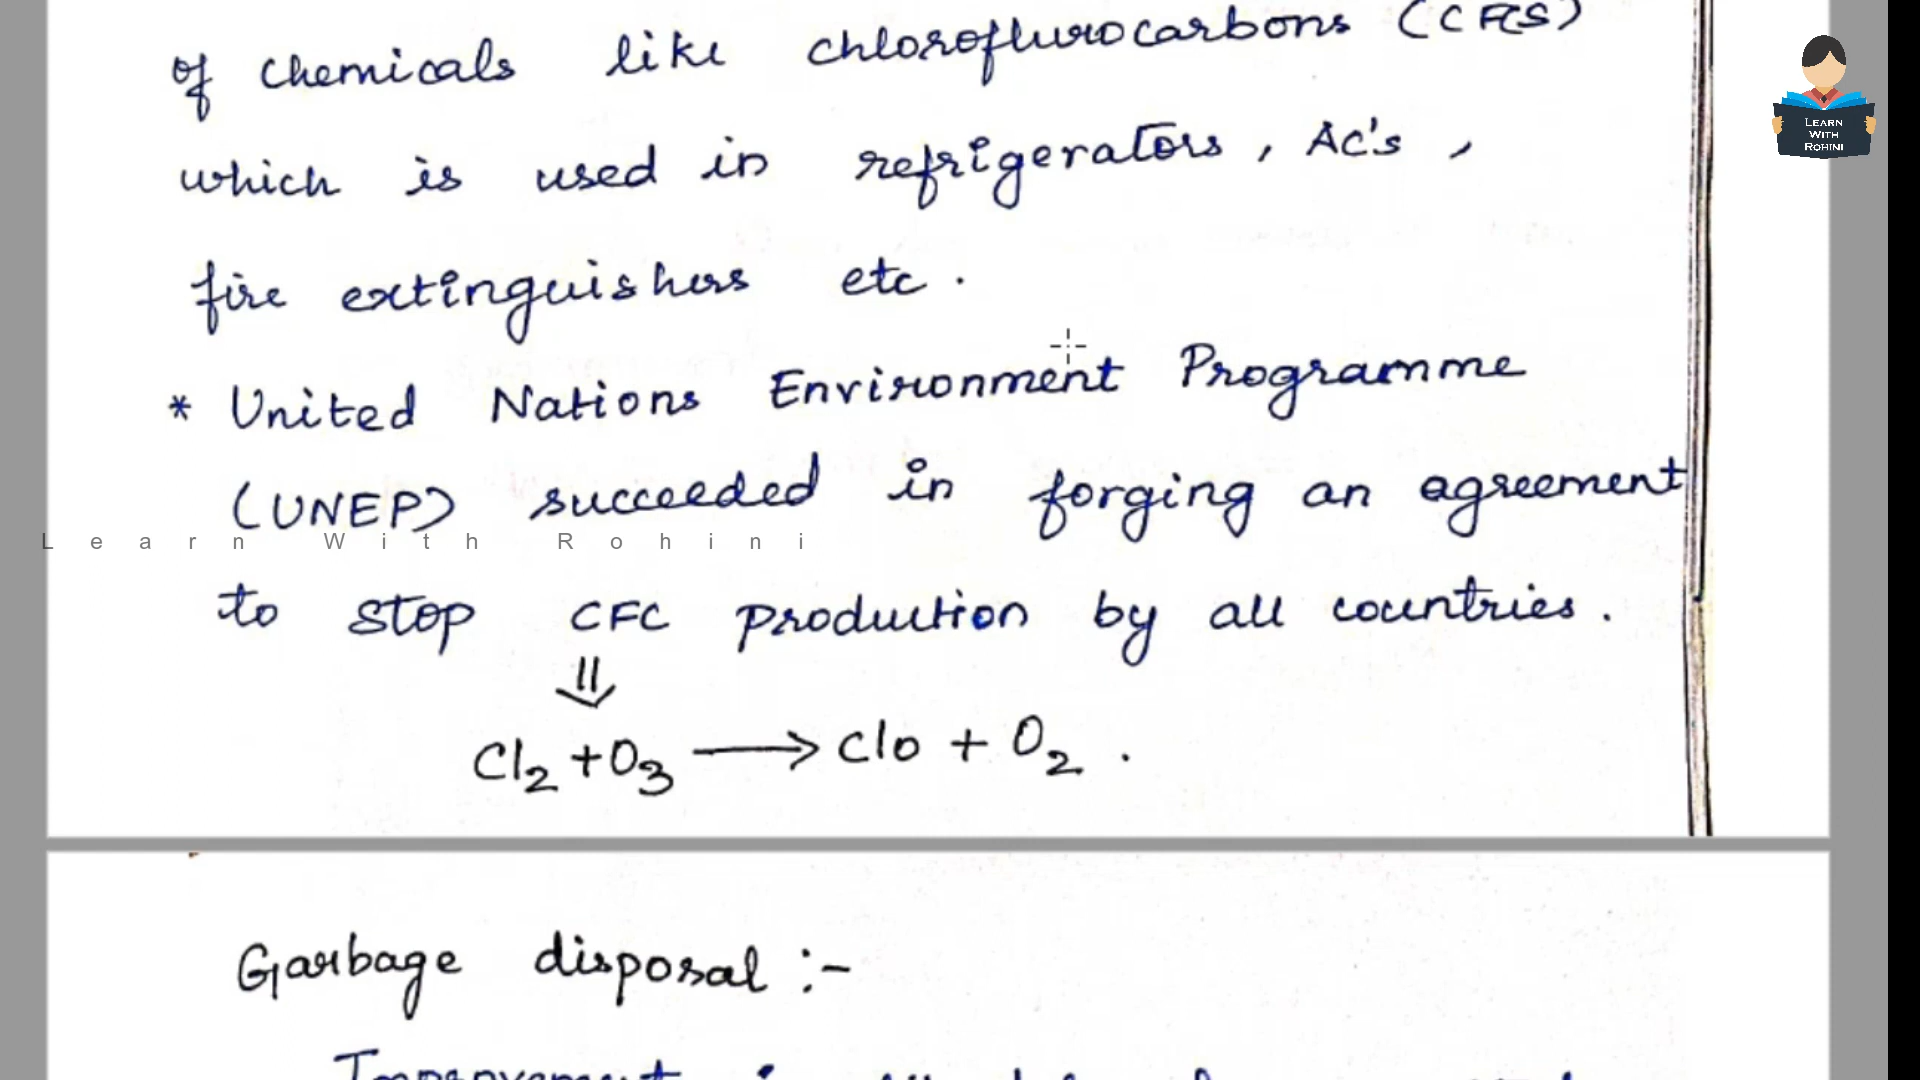 of chemicals like chloroflurocarbons (CFCS)
which is used in refrigerators, Ac's,
fire extinguishers etc.
* United Nations Environment Programme
(UNEP) succeeded in forging an agreement
to stop CFC production by all countries.
⇓
Cl₂ + O₃ ⟶ ClO + O₂.
Garbage disposal :-
Improvement
LEARN
WITH
ROHINI
Learn With Rohini